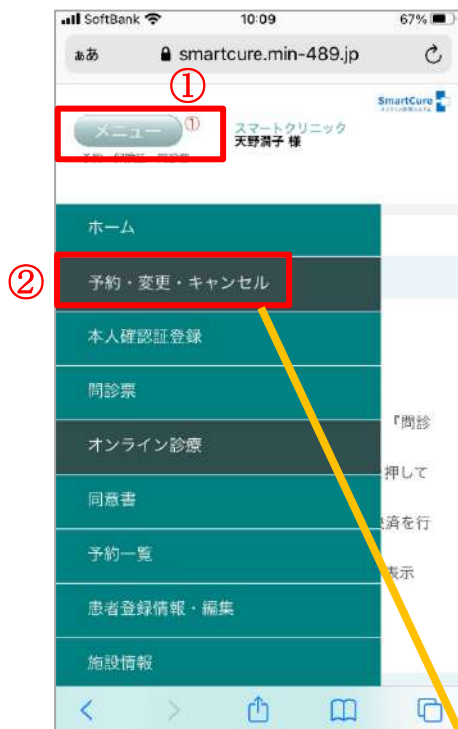 SoftBank 10:09 67%
ぁあ smartcure.min-489.jp
①
SmartCure
メニュー ①
スマートクリニック
天野潤子 様
ホーム
②
予約・変更・キャンセル
本人確認証登録
問診票
『問診
オンライン診療
押して
同意書
済を行
予約一覧
表示
患者登録情報・編集
施設情報